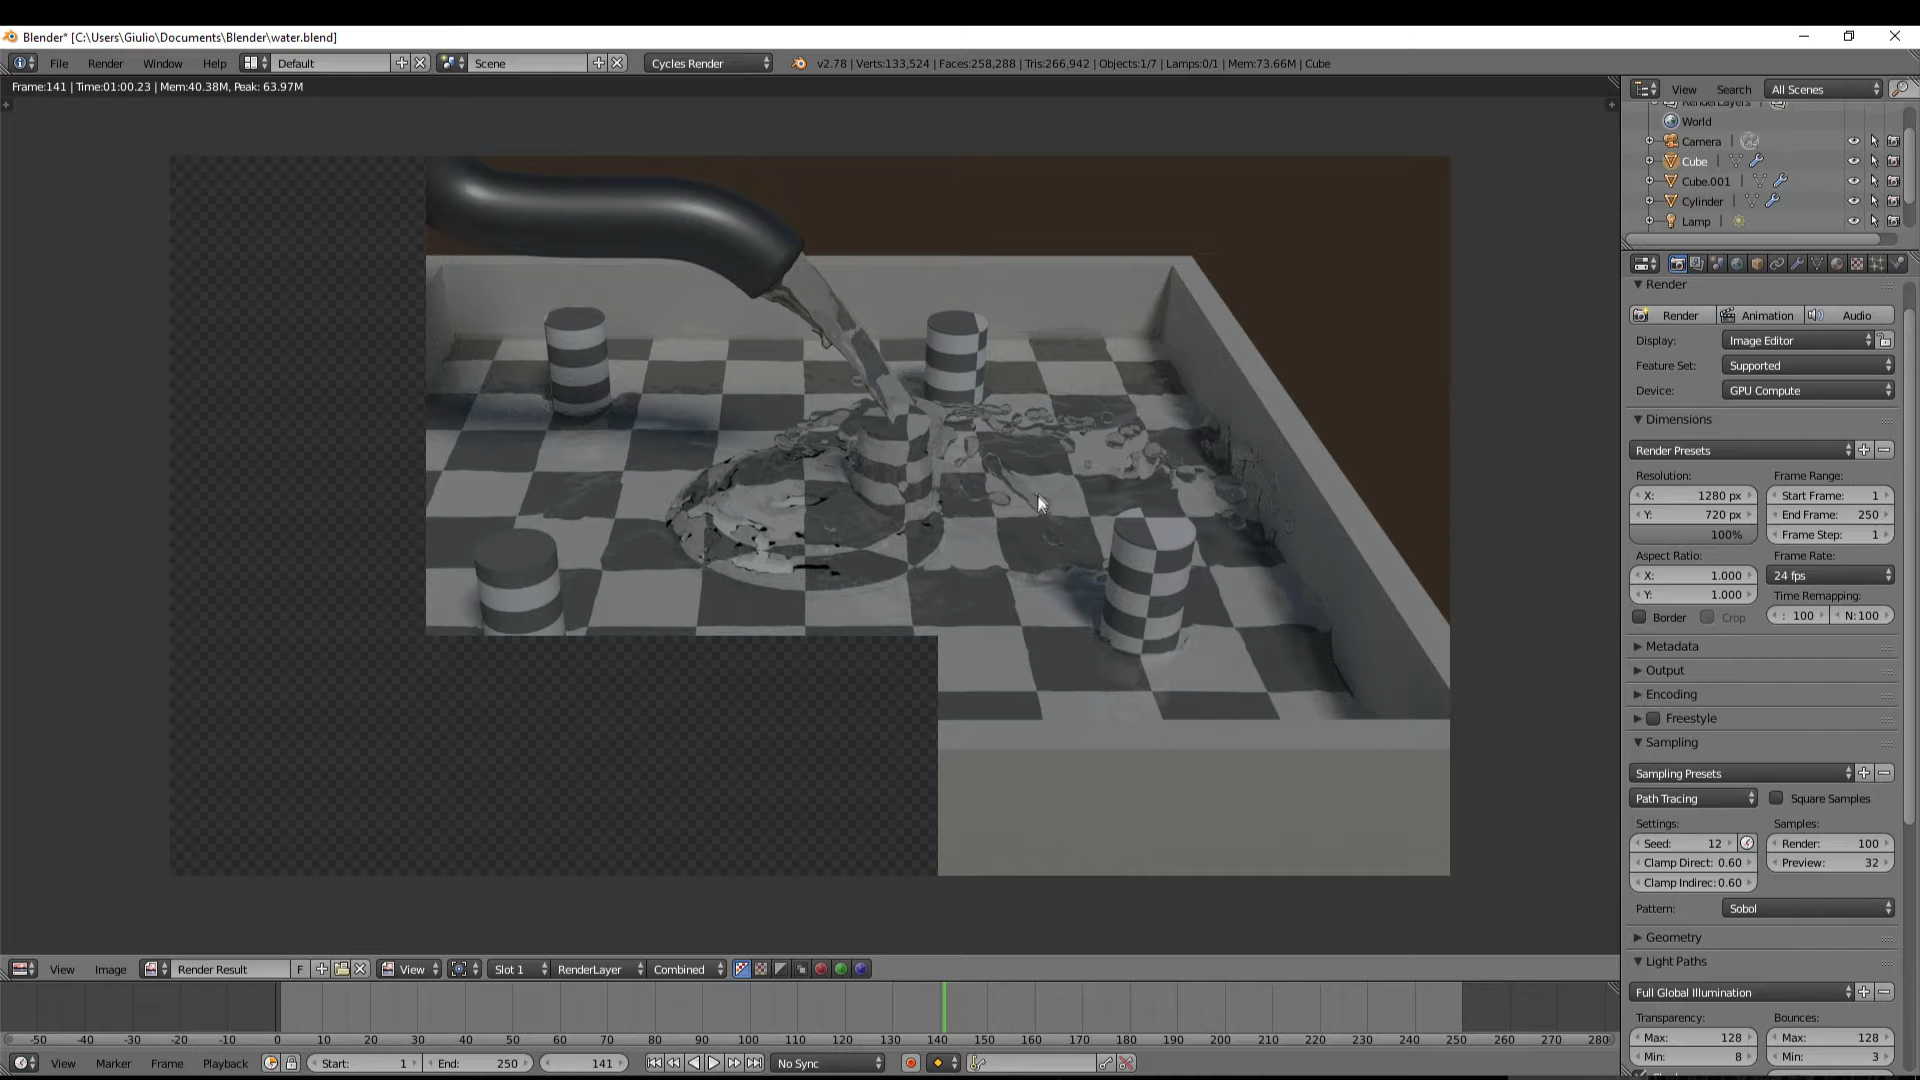 Blender* [C:\Users\Giulio\Documents\Blender\water.blend]
File Render Window Help Default Scene Cycles Render v2.78 | Verts:133,524 | Faces:258,288 | Tris:266,942 | Objects:1/7 | Lamps:0/1 | Mem:73.66M | Cube
Frame:141 | Time:01:00.23 | Mem:40.38M, Peak: 63.97M
View Search All Scenes
RenderLayers
World
Camera
Cube
Cube.001
Cylinder
Lamp
Render
Render Animation Audio
Display: Image Editor
Feature Set: Supported
Device: GPU Compute
Dimensions
Render Presets
Resolution: Frame Range:
X: 1280 px Start Frame: 1
Y: 720 px End Frame: 250
100% Frame Step: 1
Aspect Ratio: Frame Rate:
X: 1.000 24 fps
Y: 1.000 Time Remapping:
Border Crop : 100 N: 100
Metadata
Output
Encoding
Freestyle
Sampling
Sampling Presets
Path Tracing Square Samples
Settings: Samples:
Seed: 12 Render: 100
Clamp Direct: 0.60 Preview: 32
Clamp Indirec: 0.60
Pattern: Sobol
Geometry
Light Paths
Full Global Illumination
Transparency: Bounces:
Max: 128 Max: 128
Min: 8 Min: 3
View Image Render Result F View Slot 1 RenderLayer Combined
-50 -40 -30 -20 -10 0 10 20 30 40 50 60 70 80 90 100 110 120 130 140 150 160 170 180 190 200 210 220 230 240 250 260 270 280
View Marker Frame Playback Start: 1 End: 250 141 No Sync